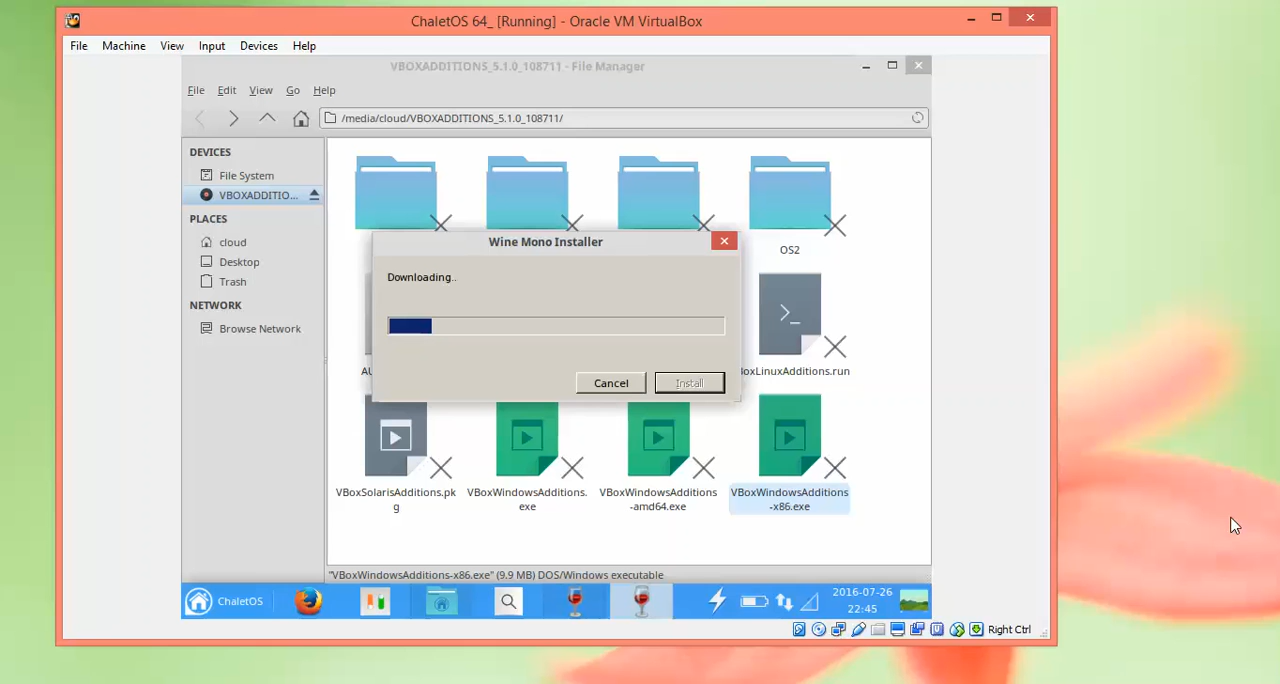 ChaletOS 64_ [Running] - Oracle VM VirtualBox
File Machine View Input Devices Help
VBOXADDITIONS_5.1.0_108711 - File Manager
File Edit View Go Help
/media/cloud/VBOXADDITIONS_5.1.0_108711/
DEVICES
File System
VBOXADDITIO...
PLACES
cloud
Desktop
Trash
NETWORK
Browse Network
OS2
Wine Mono Installer
Downloading..
Cancel Install
AU
oxLinuxAdditions.run
VBoxSolarisAdditions.pk
g
VBoxWindowsAdditions.
exe
VBoxWindowsAdditions
-amd64.exe
VBoxWindowsAdditions
-x86.exe
"VBoxWindowsAdditions-x86.exe" (9.9 MB) DOS/Windows executable
ChaletOS
2016-07-26
22:45
Right Ctrl